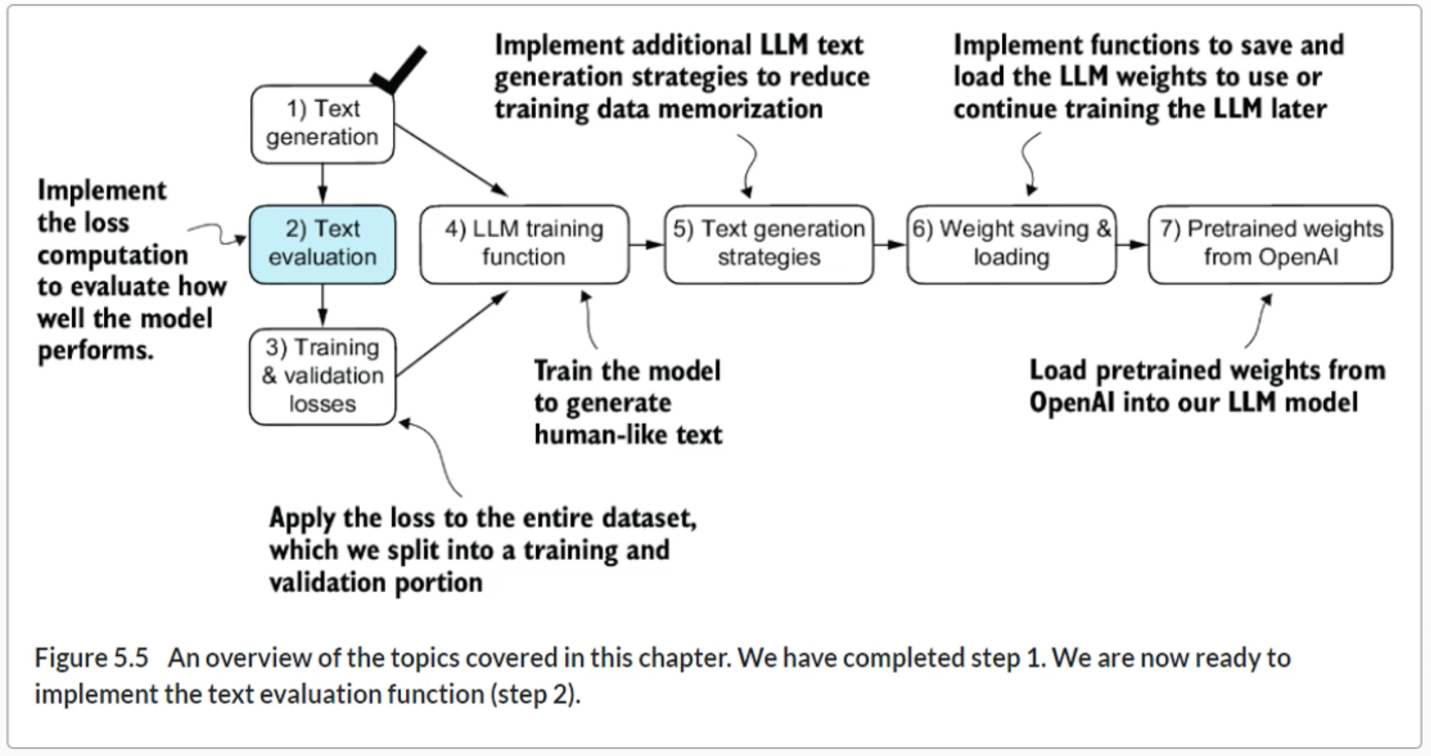 Implement additional LLM text
generation strategies to reduce
training data memorization
Implement functions to save and
load the LLM weights to use or
continue training the LLM later
1) Text
generation
Implement
the loss
computation
to evaluate how
well the model
performs.
2) Text
evaluation
4) LLM training
function
5) Text generation
strategies
6) Weight saving &
loading
7) Pretrained weights
from OpenAI
3) Training
& validation
losses
Train the model
to generate
human-like text
Load pretrained weights from
OpenAI into our LLM model
Apply the loss to the entire dataset,
which we split into a training and
validation portion
Figure 5.5 An overview of the topics covered in this chapter. We have completed step 1. We are now ready to
implement the text evaluation function (step 2).